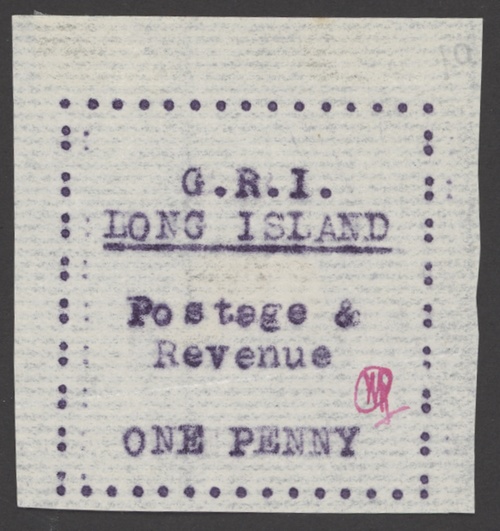 G.R.I.
LONG ISLAND
Postage &
Revenue
ONE PENNY